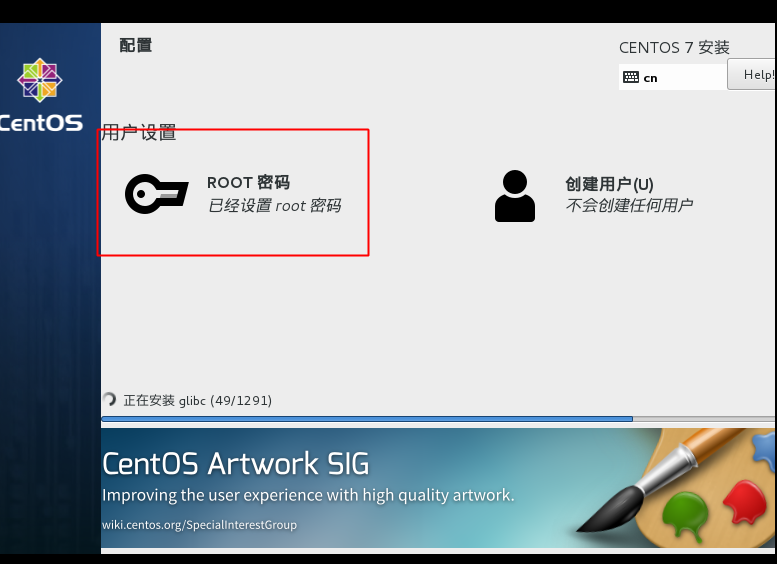 配置
CENTOS 7 安装
cn
Help!
CentOS
用户设置
ROOT 密码
已经设置 root 密码
创建用户(U)
不会创建任何用户
正在安装 glibc (49/1291)
CentOS Artwork SIG
Improving the user experience with high quality artwork.
wiki.centos.org/SpecialInterestGroup